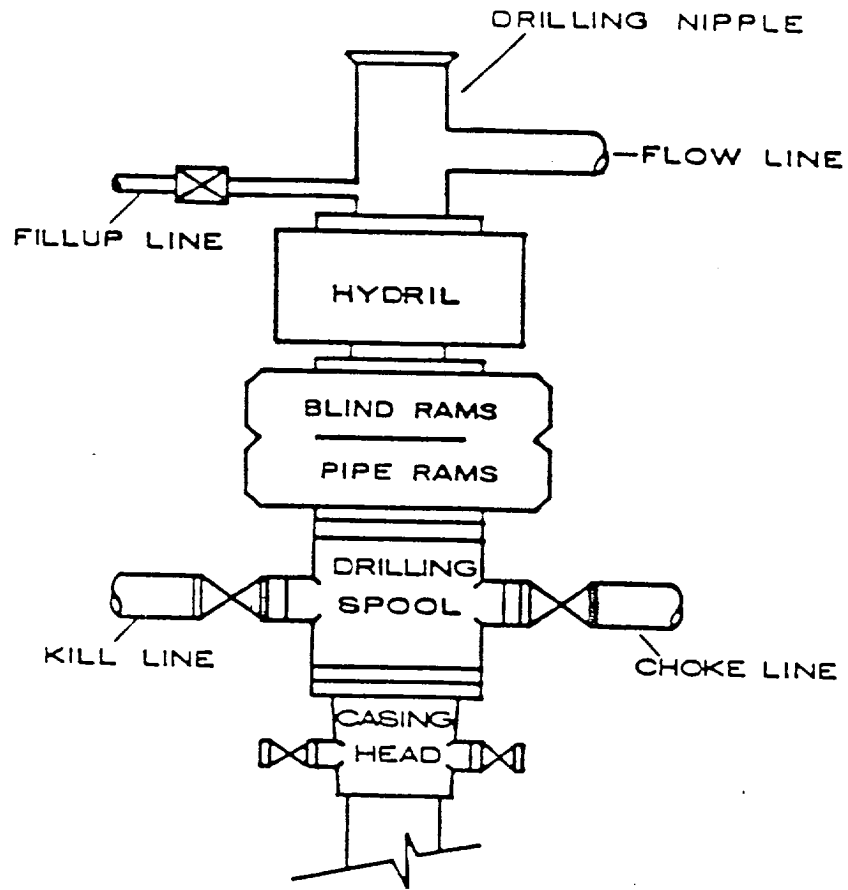 DRILLING NIPPLE
FLOW LINE
FILLUP LINE
HYDRIL
BLIND RAMS
PIPE RAMS
DRILLING
SPOOL
KILL LINE
CHOKE LINE
CASING
HEAD